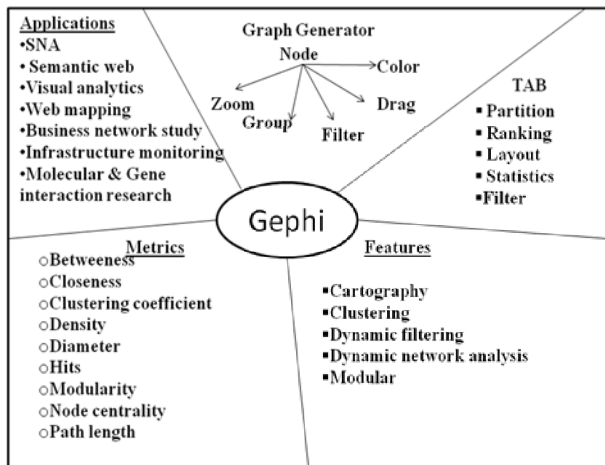 Applications
•SNA
• Semantic web
•Visual analytics
•Web mapping
•Business network study
•Infrastructure monitoring
•Molecular & Gene
interaction research
Graph Generator
Node
Color
Zoom
Drag
Group
Filter
TAB
▪ Partition
▪ Ranking
▪ Layout
▪ Statistics
▪Filter
Gephi
Metrics
○Betweeness
○Closeness
○Clustering coefficient
○Density
○Diameter
○Hits
○Modularity
○Node centrality
○Path length
Features
▪Cartography
▪Clustering
▪Dynamic filtering
▪Dynamic network analysis
▪Modular